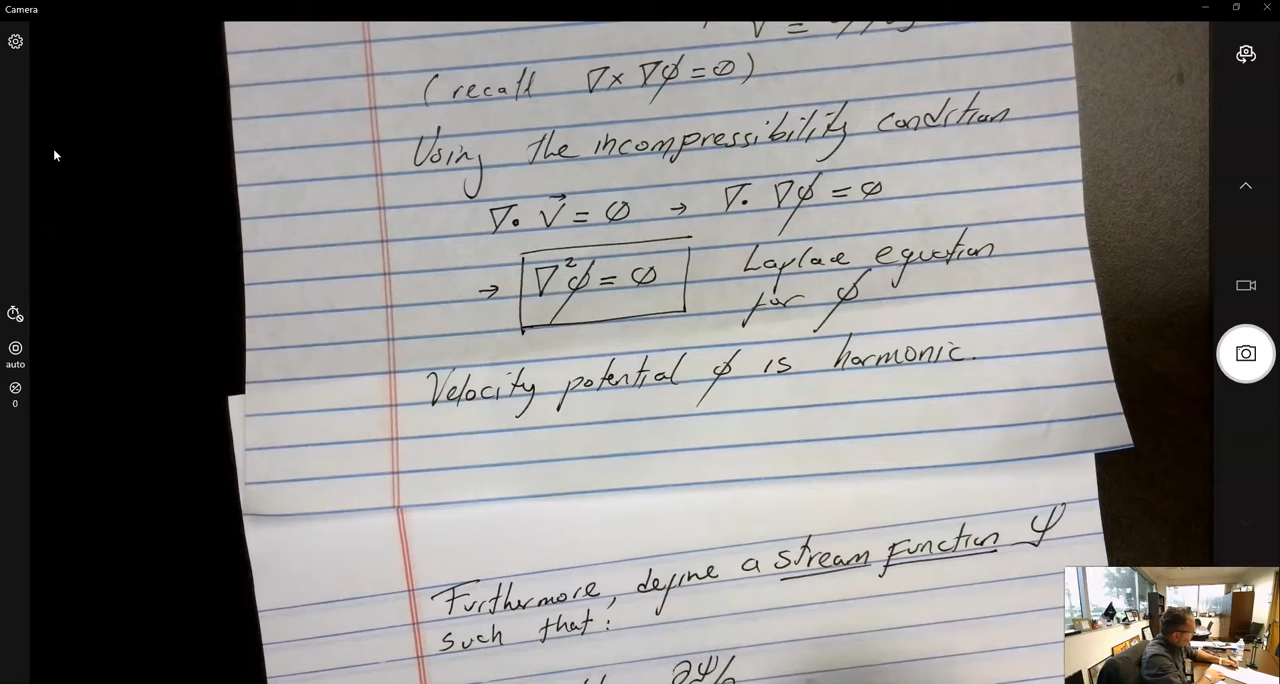 Camera
V =
(recall ∇×∇φ=0)
Using the incompressibility condition
∇·V⃗=0 → ∇·∇φ=0
→ ∇²φ=0 Laplace equation
for φ
Velocity potential φ is harmonic.
Furthermore, define a stream function ψ
such that:
∂ψ/
auto
0